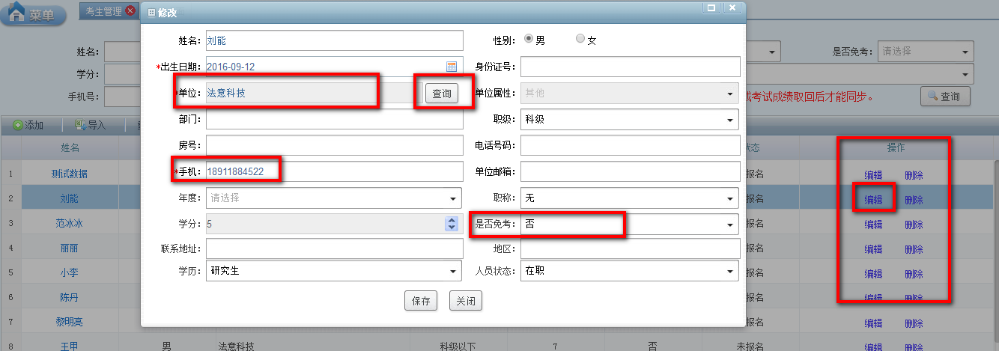 菜单 考生管理
修改
姓名: 刘能 性别: 男 女
*出生日期: 2016-09-12 身份证号:
*单位: 法意科技 查询 单位属性: 其他
部门: 职级: 科级
房号: 电话号码:
*手机: 18911884522 单位邮箱:
年度: 请选择 职称: 无
学分: 5 是否免考: 否
联系地址: 地区:
学历: 研究生 人员状态: 在职
保存 关闭
姓名: 是否免考: 请选择
学分:
手机号: 考试成绩取回后才能同步。 查询
添加 导入
姓名 状态 操作
1 测试数据 报名 编辑 删除
2 刘能 报名 编辑 删除
3 范冰冰 报名 编辑 删除
4 丽丽 报名 编辑 删除
5 小李 报名 编辑 删除
6 陈丹 报名 编辑 删除
7 黎明亮 报名 编辑 删除
8 王甲 男 法意科技 科级以下 7 否 未报名 编辑 删除